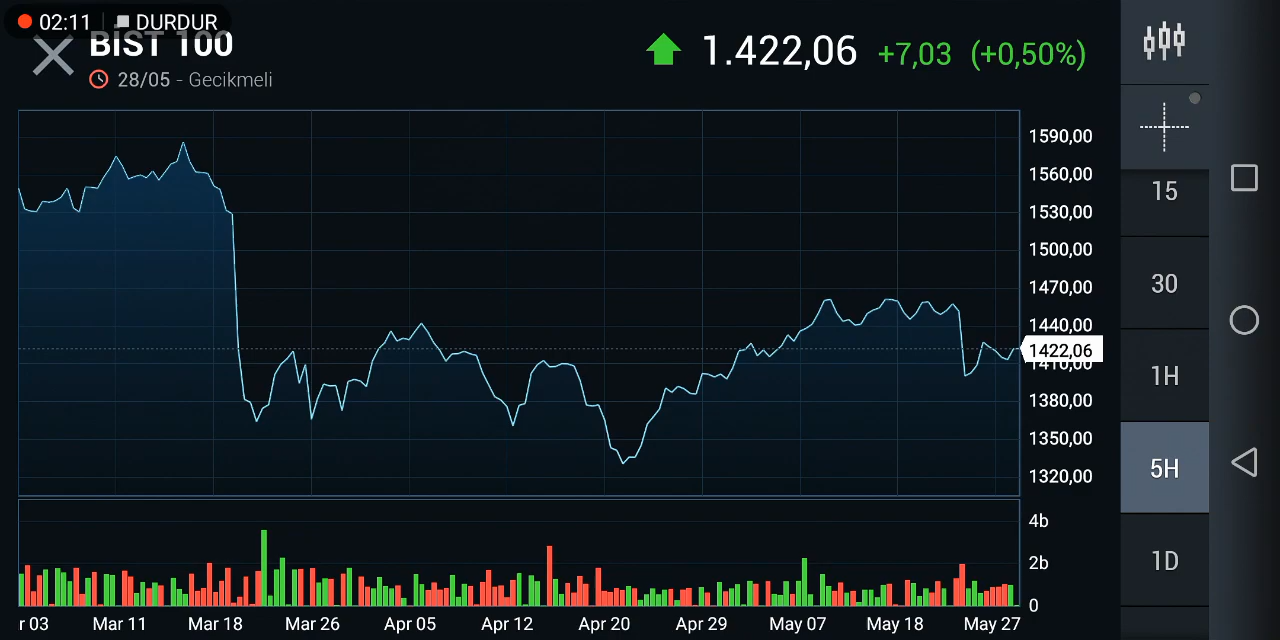 02:11 DURDUR
BIST 100
28/05 - Gecikmeli
1.422,06 +7,03 (+0,50%)
1590,00
1560,00
1530,00
1500,00
1470,00
1440,00
1422,06
1410,00
1380,00
1350,00
1320,00
4b
2b
0
r 03 Mar 11 Mar 18 Mar 26 Apr 05 Apr 12 Apr 20 Apr 29 May 07 May 18 May 27
15
30
1H
5H
1D